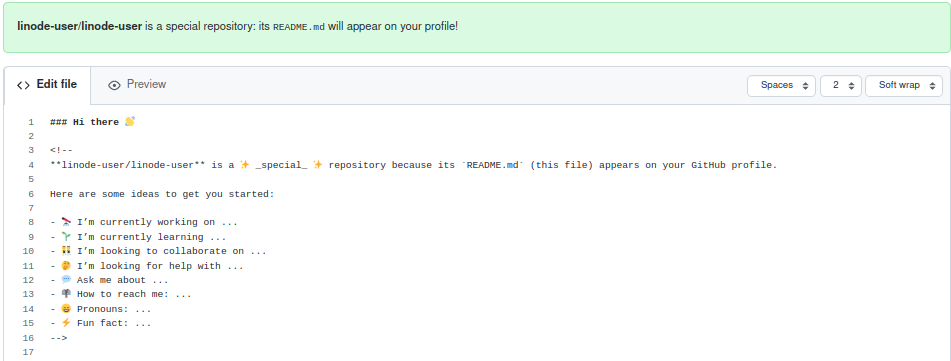 linode-user/linode-user is a special repository: its README.md will appear on your profile!
Edit file Preview Spaces 2 Soft wrap
1 ### Hi there 👋
2
3 <!--
4 **linode-user/linode-user** is a ✨ _special_ ✨ repository because its `README.md` (this file) appears on your GitHub profile.
5
6 Here are some ideas to get you started:
7
8 - 🔭 I’m currently working on ...
9 - 🌱 I’m currently learning ...
10 - 👯 I’m looking to collaborate on ...
11 - 🤔 I’m looking for help with ...
12 - 💬 Ask me about ...
13 - 📫 How to reach me: ...
14 - 😄 Pronouns: ...
15 - ⚡ Fun fact: ...
16 -->
17